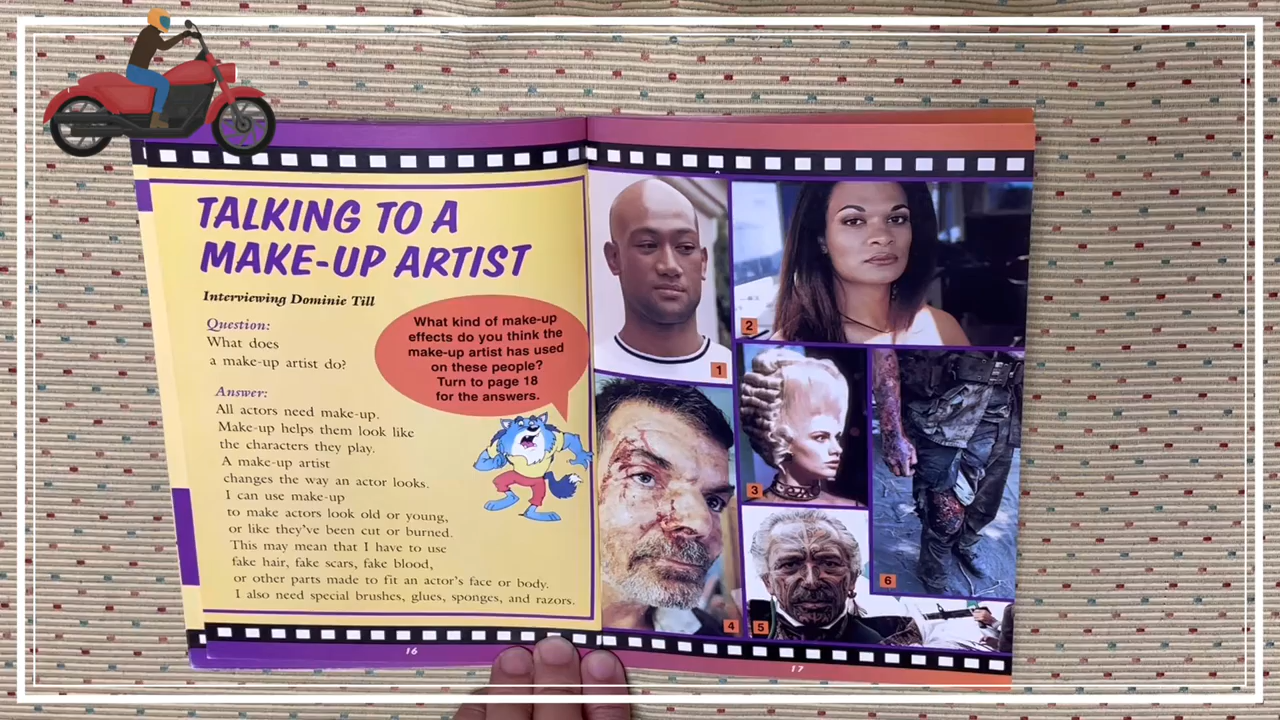 TALKING TO A
MAKE-UP ARTIST
Interviewing Dominic Till
Question:
What does
a make-up artist do?
Answer:
All actors need make-up.
Make-up helps them look like
the characters they play.
A make-up artist
changes the way an actor looks.
I can use make-up
to make actors look old or young,
or like they've been cut or burned.
This may mean that I have to use
fake hair, fake scars, fake blood,
or other parts made to fit an actor's face or body.
I also need special brushes, glues, sponges, and razors.
What kind of make-up
effects do you think the
make-up artist has used
on these people?
Turn to page 18
for the answers.
16
1
2
3
4
5
6
17